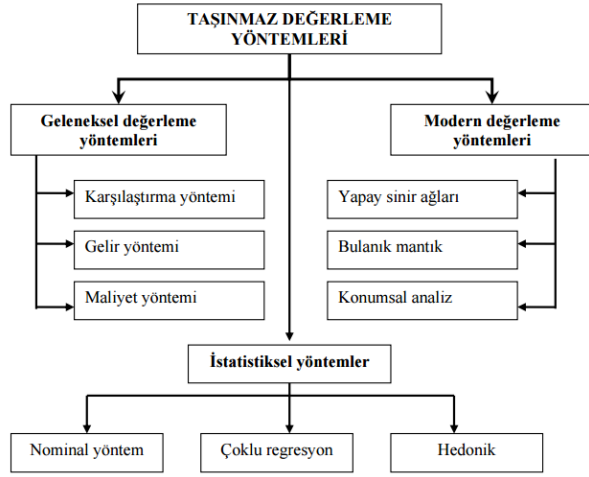 TAŞINMAZ DEĞERLEME
YÖNTEMLERİ
Geleneksel değerleme
yöntemleri
Modern değerleme
yöntemleri
Karşılaştırma yöntemi
Yapay sinir ağları
Gelir yöntemi
Bulanık mantık
Maliyet yöntemi
Konumsal analiz
İstatistiksel yöntemler
Nominal yöntem
Çoklu regresyon
Hedonik